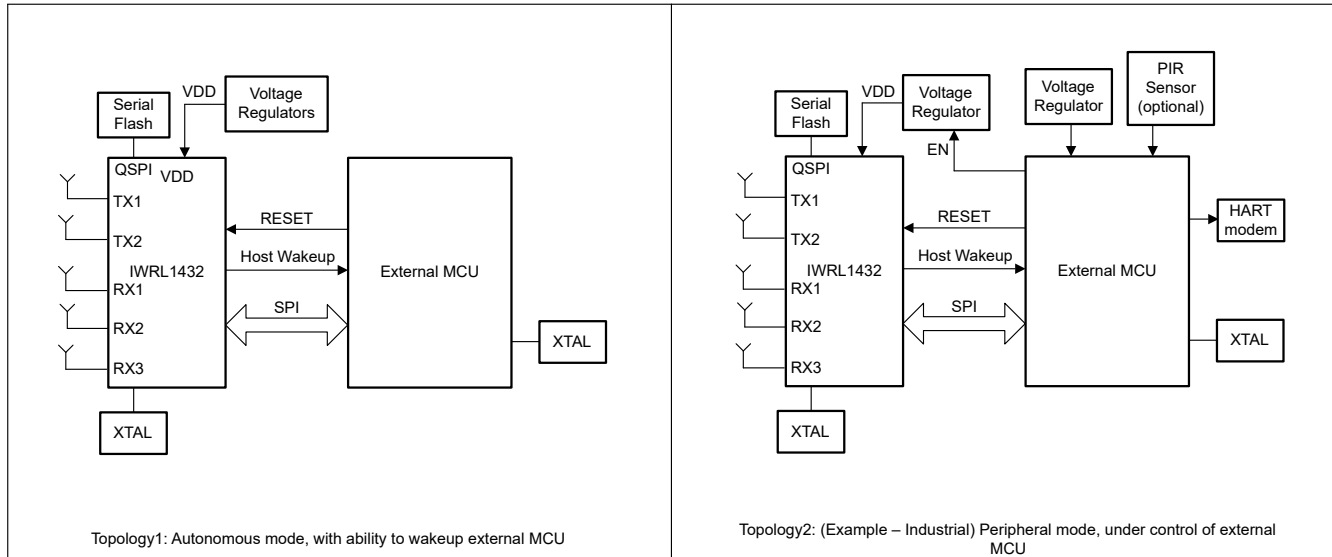 VDD
Serial
Flash
Voltage
Regulators
QSPI
VDD
TX1
TX2
IWRL1432
RX1
RX2
RX3
RESET
Host Wakeup
SPI
External MCU
XTAL
XTAL
Topology1: Autonomous mode, with ability to wakeup external MCU
VDD
Serial
Flash
Voltage
Regulator
EN
Voltage
Regulator
PIR
Sensor
(optional)
QSPI
TX1
TX2
IWRL1432
RX1
RX2
RX3
RESET
Host Wakeup
SPI
External MCU
HART
modem
XTAL
XTAL
Topology2: (Example – Industrial) Peripheral mode, under control of external
MCU